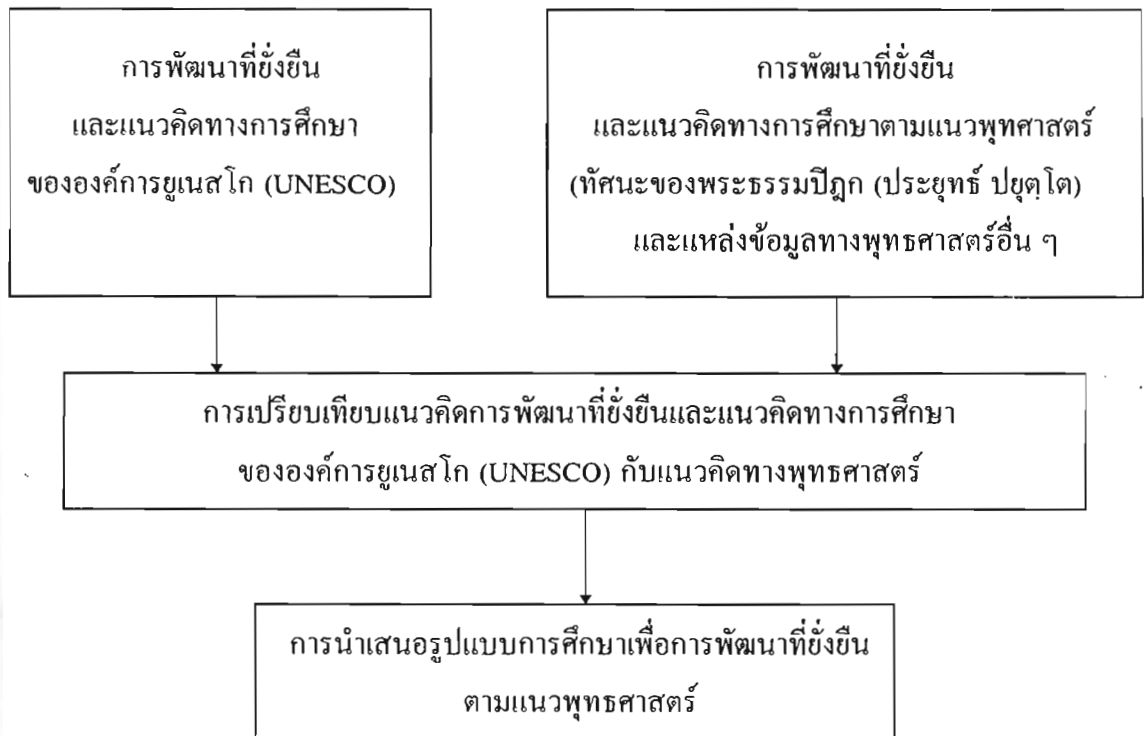 การพัฒนาที่ยั่งยืน
และแนวคิดทางการศึกษา
ขององค์การยูเนสโก (UNESCO)
การพัฒนาที่ยั่งยืน
และแนวคิดทางการศึกษาตามแนวพุทศาสตร์
(ทัศนะของพระธรรมปิฎก (ประยุทธ์ ปยุตฺโต)
และแหล่งข้อมูลทางพุทธศาสตร์อื่น ๆ
การเปรียบเทียบแนวคิดการพัฒนาที่ยั่งยืนและแนวคิดทางการศึกษา
ขององค์การยูเนสโก (UNESCO) กับแนวคิดทางพุทธศาสตร์
การนำเสนอรูปแบบการศึกษาเพื่อการพัฒนาที่ยั่งยืน
ตามแนวพุทธศาสตร์